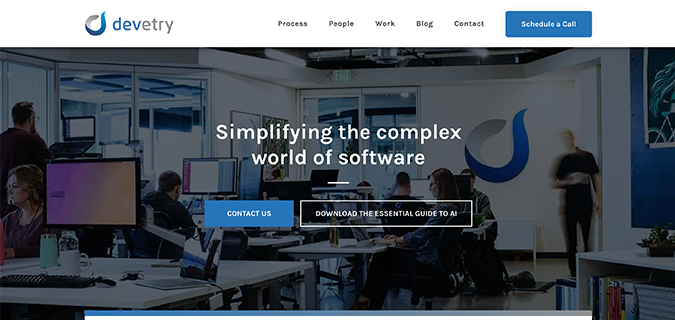 devetry
Process People Work Blog Contact Schedule a Call
Simplifying the complex
world of software
CONTACT US DOWNLOAD THE ESSENTIAL GUIDE TO AI